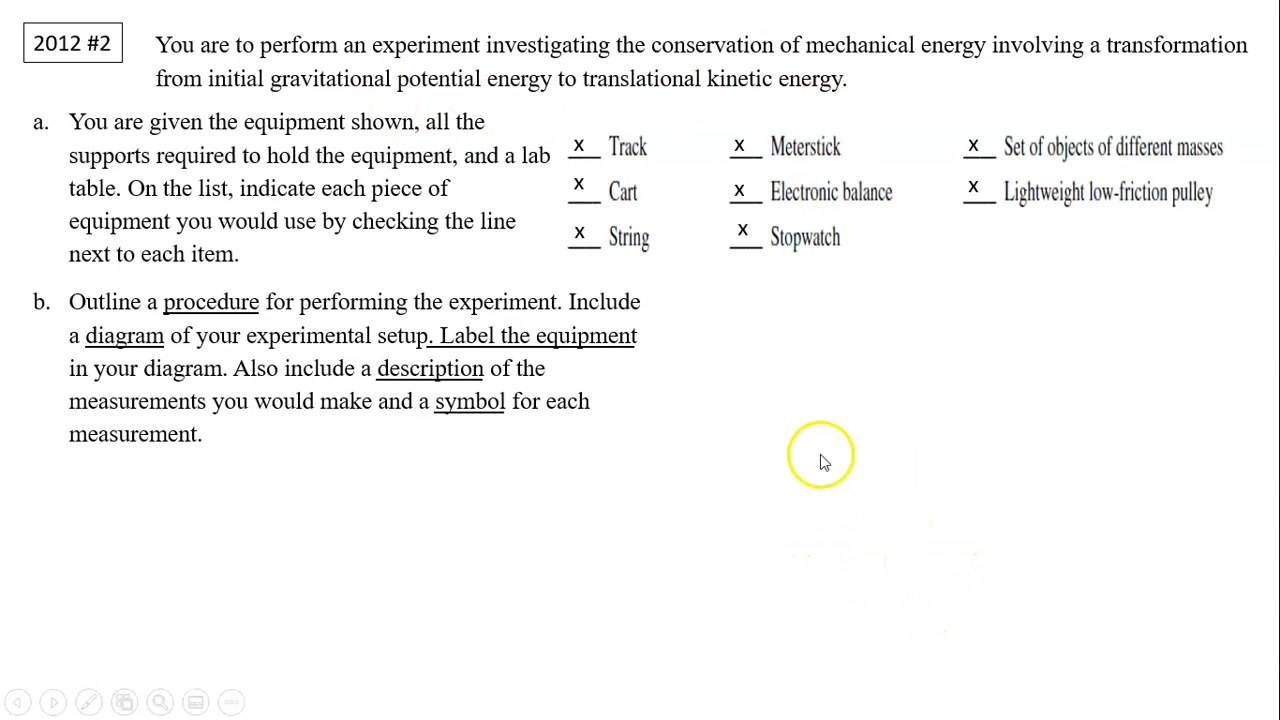 2012 #2
You are to perform an experiment investigating the conservation of mechanical energy involving a transformation
from initial gravitational potential energy to translational kinetic energy.
a. You are given the equipment shown, all the
supports required to hold the equipment, and a lab
table. On the list, indicate each piece of
equipment you would use by checking the line
next to each item.
x Track
x Meterstick
x Set of objects of different masses
x Cart
x Electronic balance
x Lightweight low-friction pulley
x String
x Stopwatch
b. Outline a procedure for performing the experiment. Include
a diagram of your experimental setup. Label the equipment
in your diagram. Also include a description of the
measurements you would make and a symbol for each
measurement.